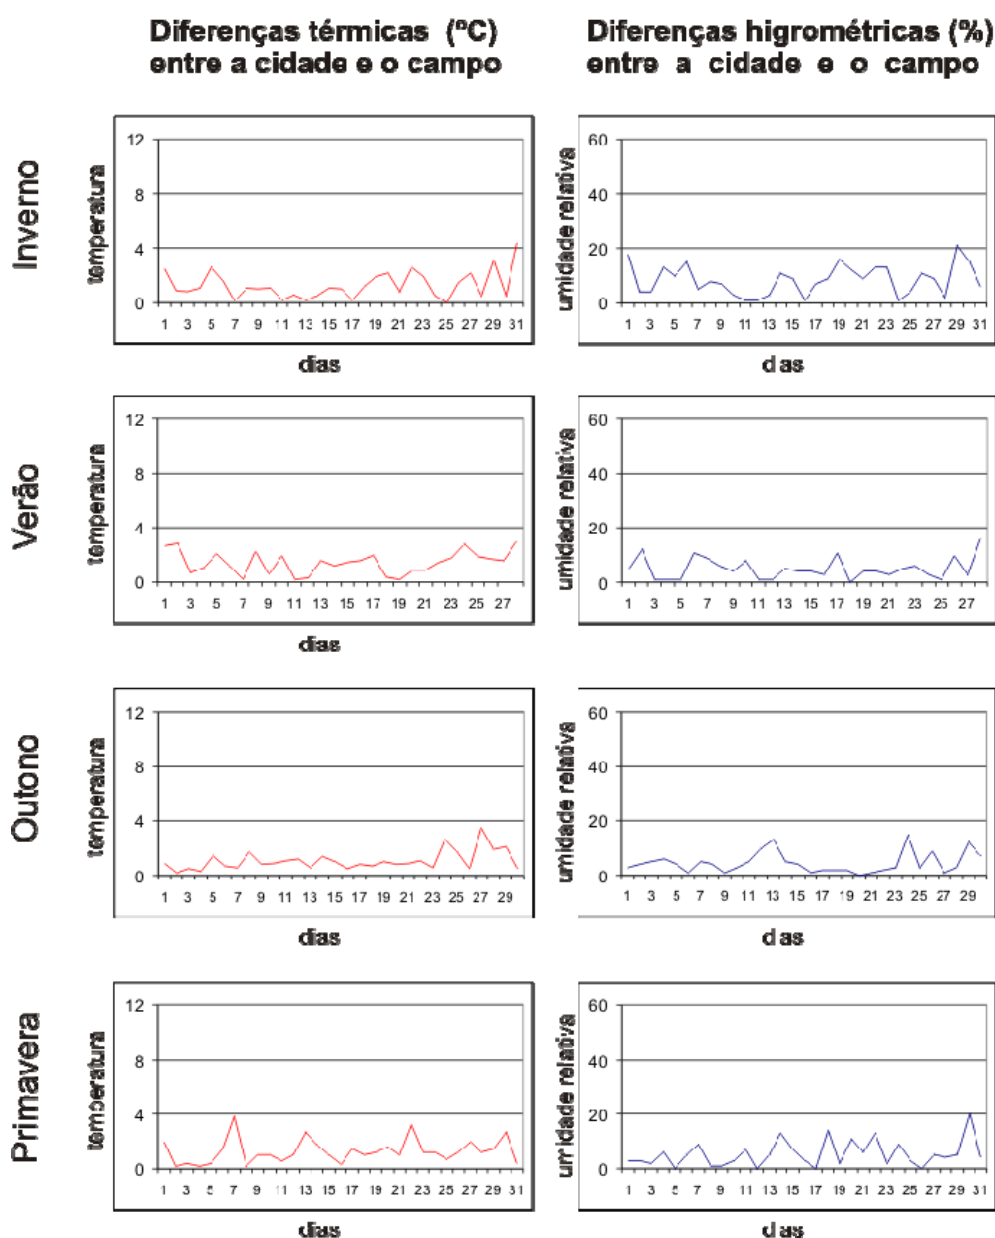 Diferenças térmicas (ºC)
entre a cidade e o campo
Diferenças higrométricas (%)
entre a cidade e o campo
Inverno
temperatura
12
8
4
0
1 3 5 7 9 11 13 15 17 19 21 23 25 27 29 31
dias
umidade relativa
60
40
20
0
1 3 5 7 9 11 13 15 17 19 21 23 25 27 29 31
d as
Verão
temperatura
12
8
4
0
1 3 5 7 9 11 13 15 17 19 21 23 25 27
dias
umidade relativa
60
40
20
0
1 3 5 7 9 11 13 15 17 19 21 23 25 27
d as
Outono
temperatura
12
8
4
0
1 3 5 7 9 11 13 15 17 19 21 23 25 27 29
dias
umidade relativa
60
40
20
0
1 3 5 7 9 11 13 15 17 19 21 23 25 27 29
d as
Primavera
temperatura
12
8
4
0
1 3 5 7 9 11 13 15 17 19 21 23 25 27 29 31
dias
umidade relativa
60
40
20
0
1 3 5 7 9 11 13 15 17 19 21 23 25 27 29 31
d as